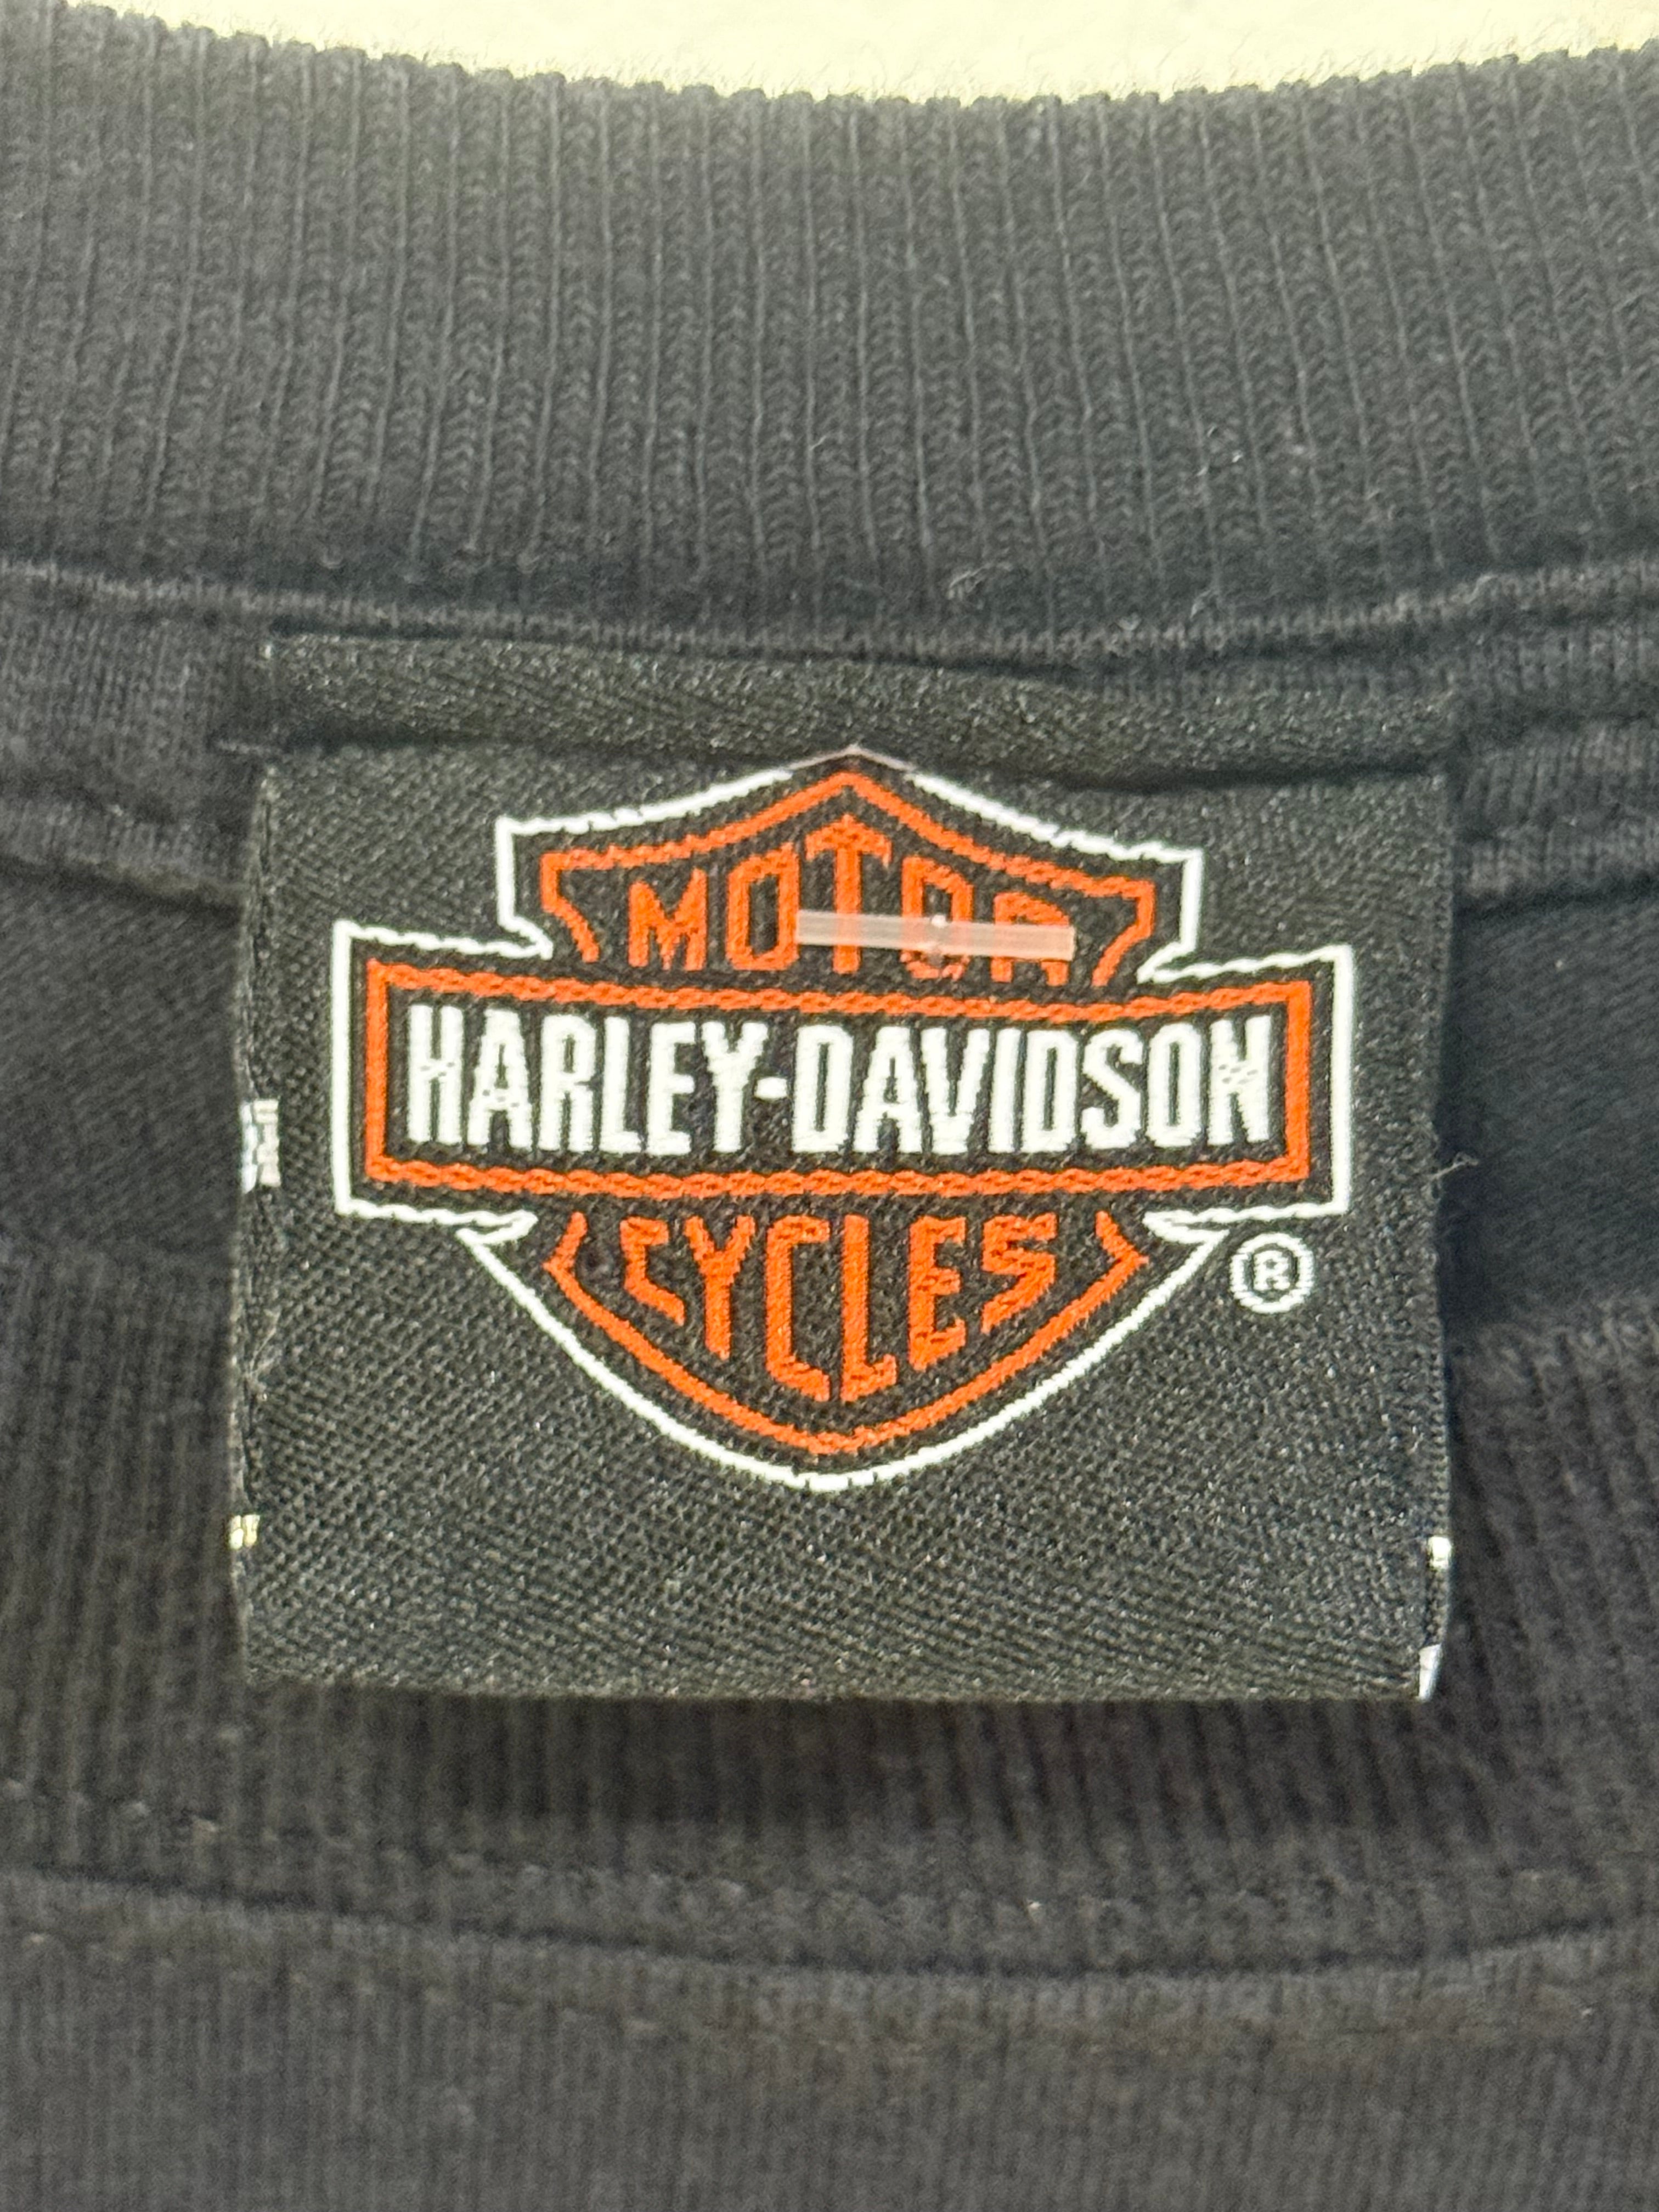 MOTOR
HARLEY-DAVIDSON
CYCLES
®